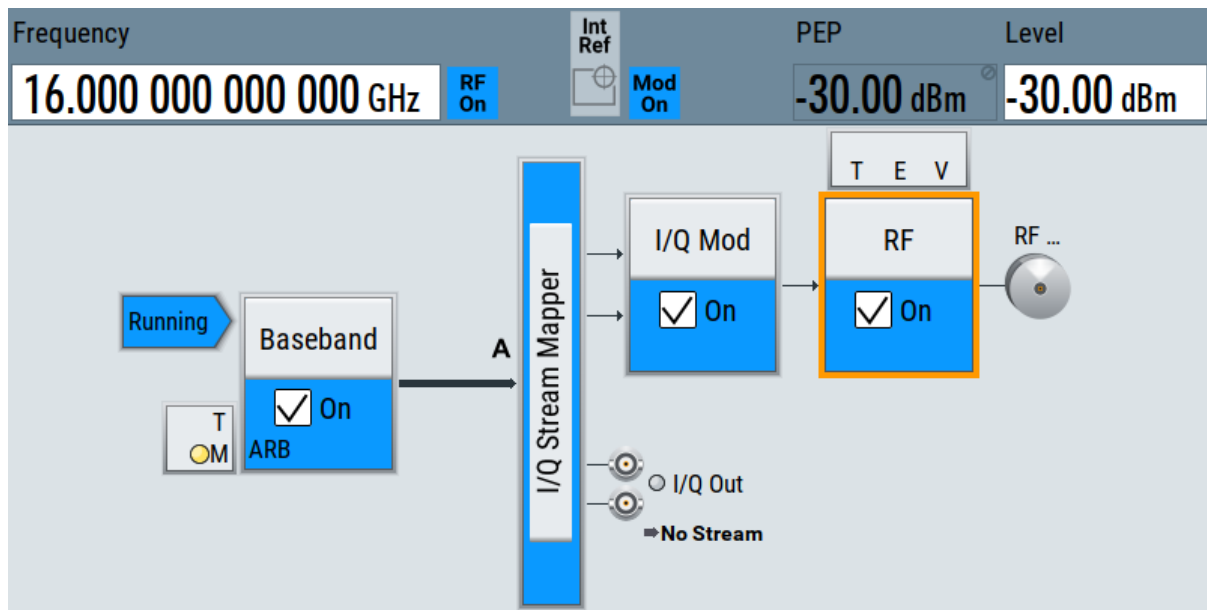 Frequency
Int
Ref
PEP
Level
16.000 000 000 000 GHz
RF
On
Mod
On
-30.00 dBm
-30.00 dBm
T E V
I/Q Mod
RF
RF ...
On
On
Running
Baseband
A
I/Q Stream Mapper
On
T
M
ARB
I/Q Out
No Stream